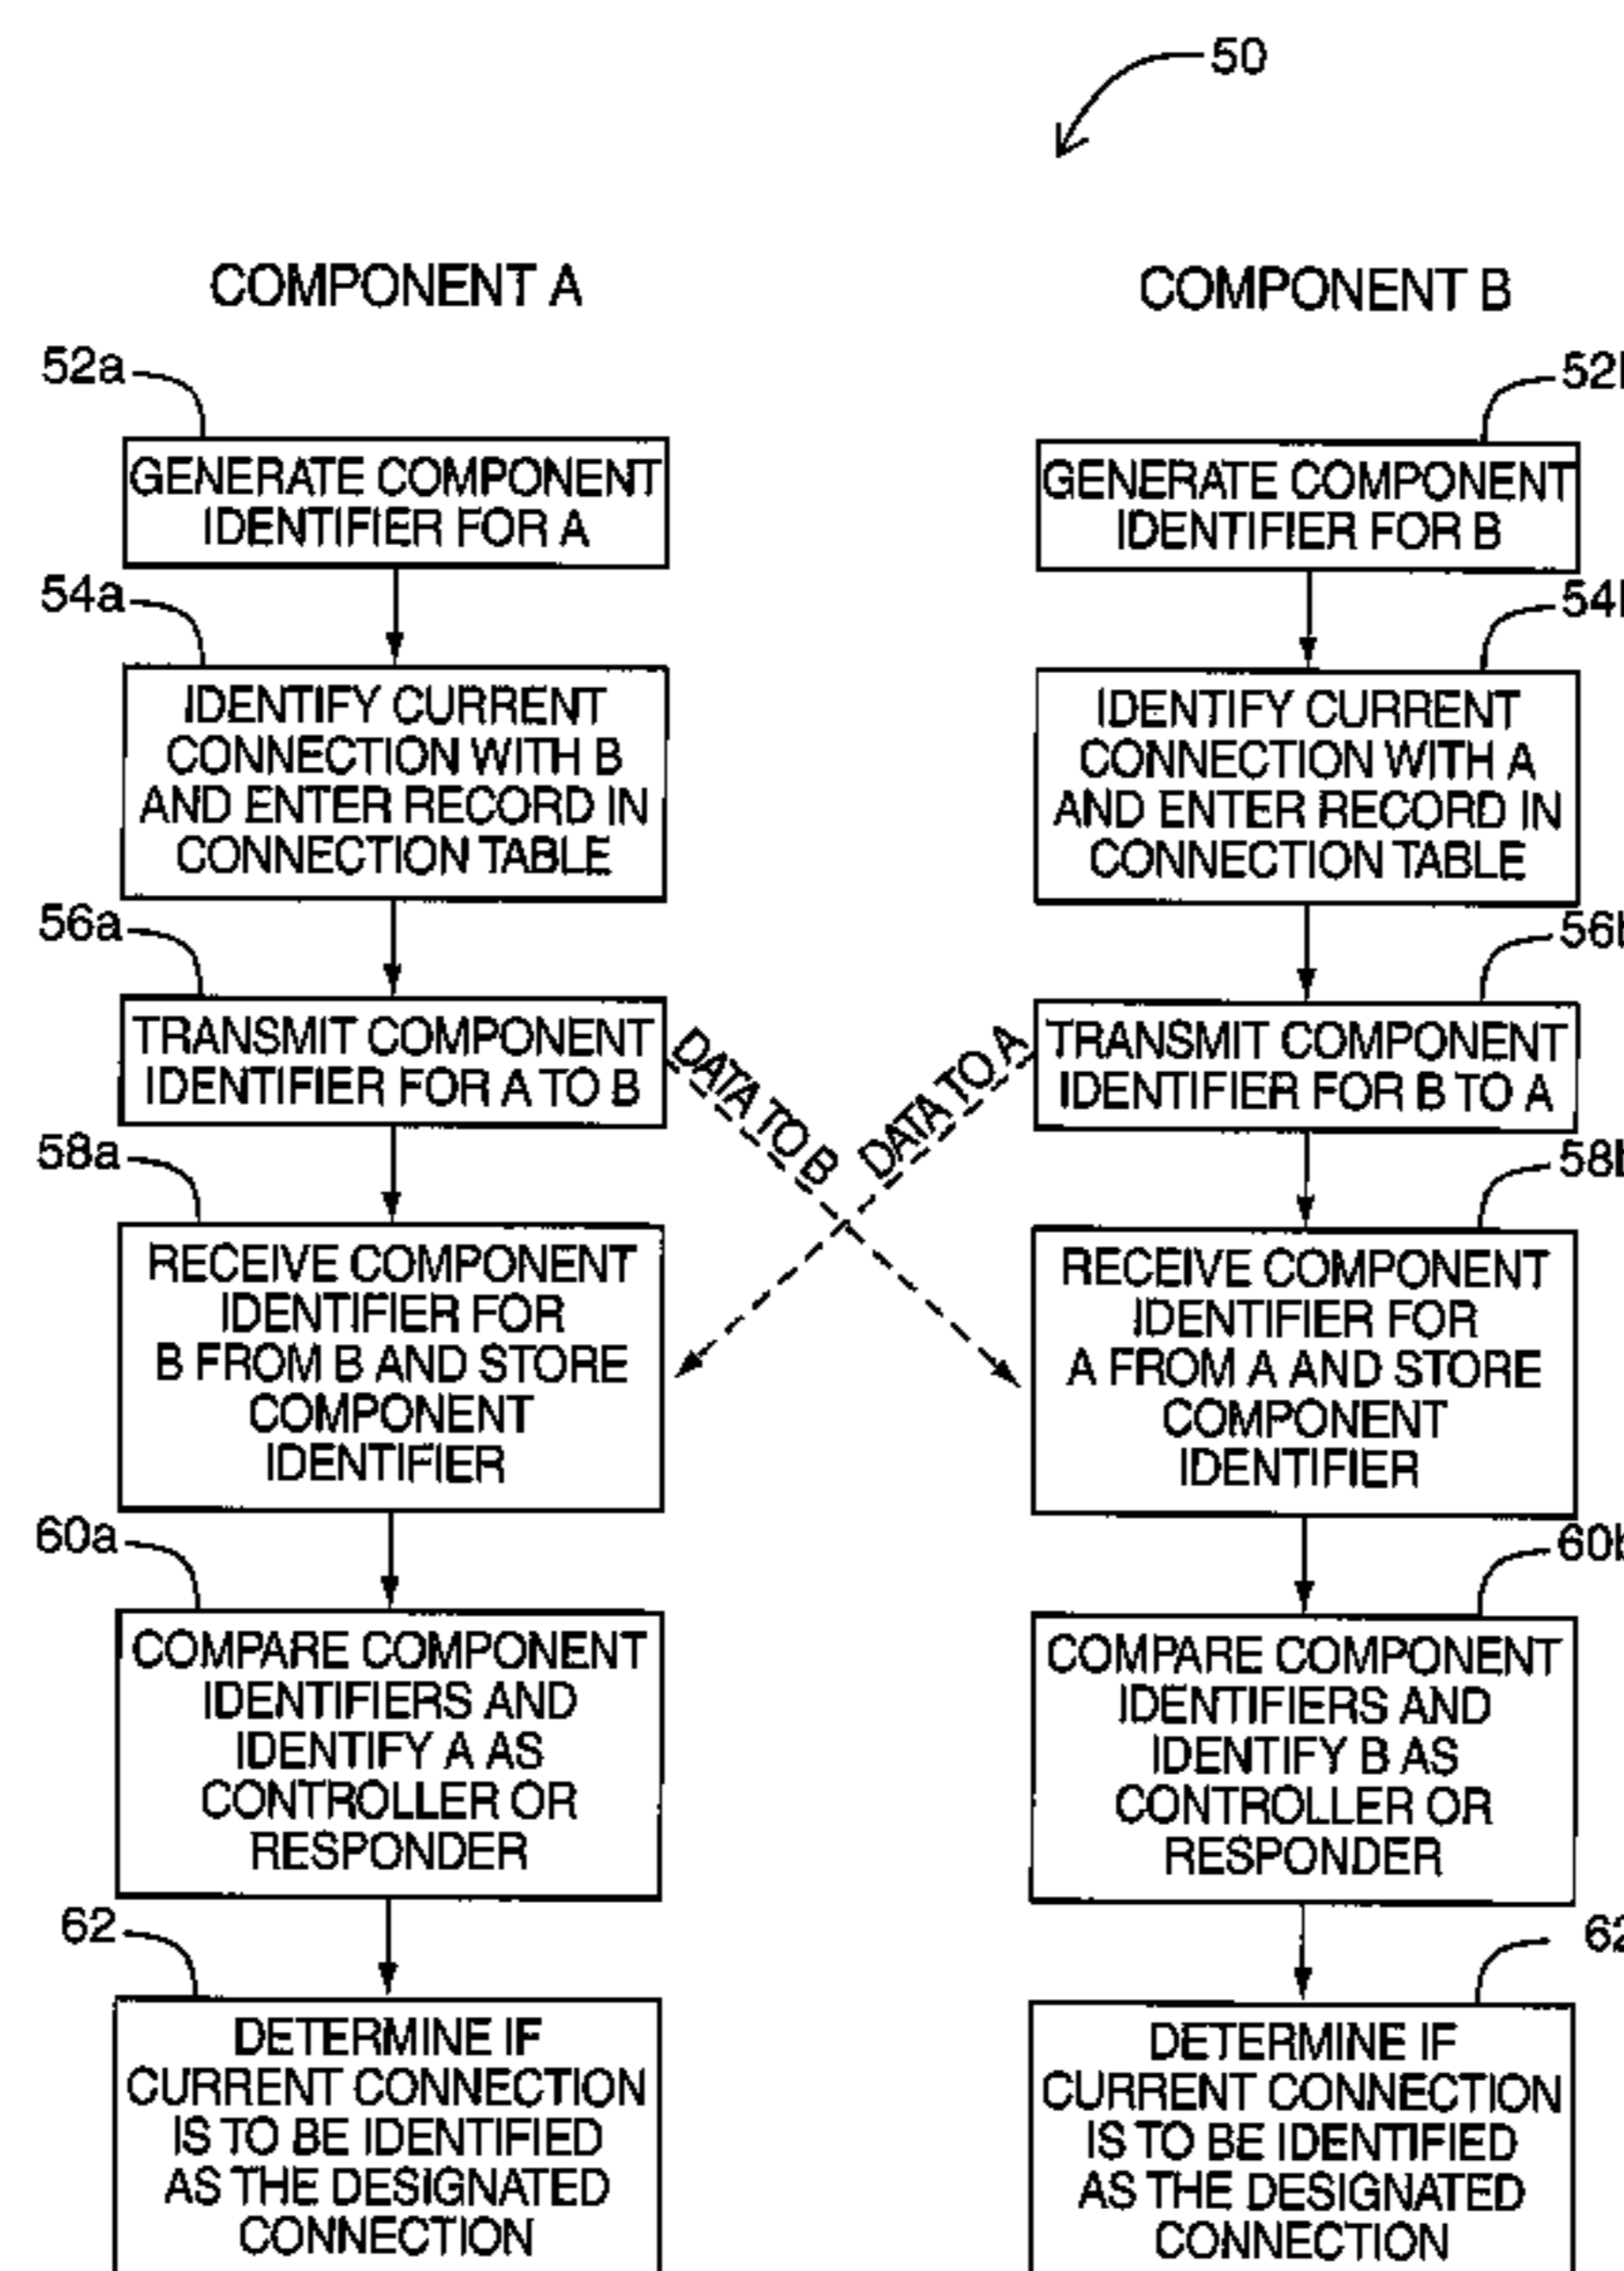 50
COMPONENT A
52a
GENERATE COMPONENT
IDENTIFIER FOR A
54a
IDENTIFY CURRENT
CONNECTION WITH B
AND ENTER RECORD IN
CONNECTION TABLE
56a
TRANSMIT COMPONENT
IDENTIFIER FOR A TO B
DATA TO B
58a
RECEIVE COMPONENT
IDENTIFIER FOR
B FROM B AND STORE
COMPONENT
IDENTIFIER
60a
COMPARE COMPONENT
IDENTIFIERS AND
IDENTIFY A AS
CONTROLLER OR
RESPONDER
62
DETERMINE IF
CURRENT CONNECTION
IS TO BE IDENTIFIED
AS THE DESIGNATED
CONNECTION
COMPONENT B
GENERATE COMPONENT
IDENTIFIER FOR B
IDENTIFY CURRENT
CONNECTION WITH A
AND ENTER RECORD IN
CONNECTION TABLE
56b
TRANSMIT COMPONENT
IDENTIFIER FOR B TO A
DATA TO A
58b
RECEIVE COMPONENT
IDENTIFIER FOR
A FROM A AND STORE
COMPONENT
IDENTIFIER
60b
COMPARE COMPONENT
IDENTIFIERS AND
IDENTIFY B AS
CONTROLLER OR
RESPONDER
62
DETERMINE IF
CURRENT CONNECTION
IS TO BE IDENTIFIED
AS THE DESIGNATED
CONNECTION